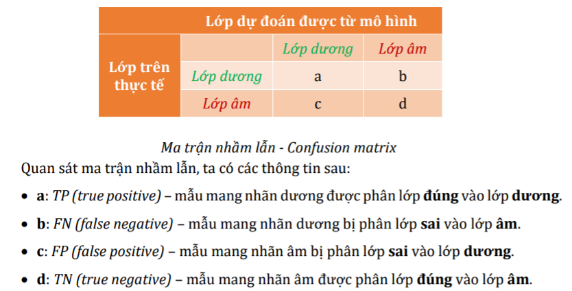 Lớp dự đoán được từ mô hình
Lớp trên thực tế
Lớp dương Lớp âm
Lớp dương a b
Lớp âm c d
Ma trận nhầm lẫn - Confusion matrix
Quan sát ma trận nhầm lẫn, ta có các thông tin sau:
• a: TP (true positive) – mẫu mang nhãn dương được phân lớp đúng vào lớp dương.
• b: FN (false negative) – mẫu mang nhãn dương bị phân lớp sai vào lớp âm.
• c: FP (false positive) – mẫu mang nhãn âm bị phân lớp sai vào lớp dương.
• d: TN (true negative) – mẫu mang nhãn âm được phân lớp đúng vào lớp âm.